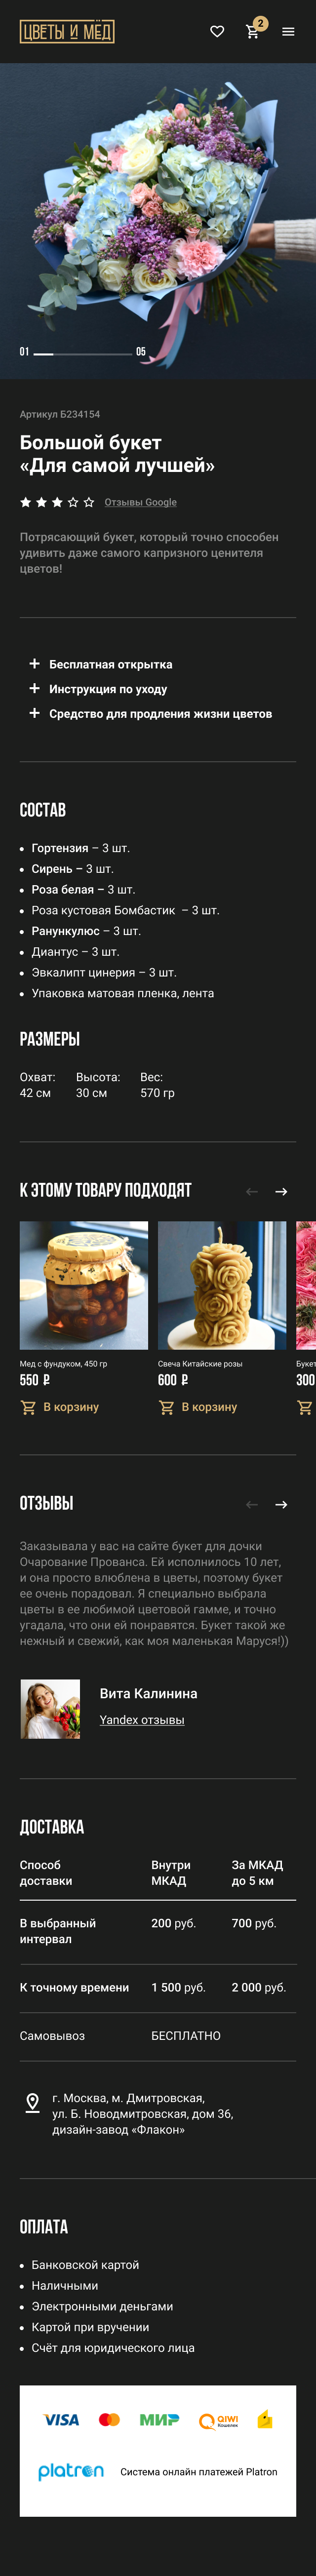 ЦВЕТЫ И МЁД
2
01
05
Артикул Б234154
Большой букет
«Для самой лучшей»
Отзывы Google
Потрясающий букет, который точно способен
удивить даже самого капризного ценителя
цветов!
+ Бесплатная открытка
+ Инструкция по уходу
+ Средство для продления жизни цветов
СОСТАВ
• Гортензия – 3 шт.
• Сирень – 3 шт.
• Роза белая – 3 шт.
• Роза кустовая Бомбастик – 3 шт.
• Ранункулюс – 3 шт.
• Диантус – 3 шт.
• Эвкалипт цинерия – 3 шт.
• Упаковка матовая пленка, лента
РАЗМЕРЫ
Охват: Высота: Вес:
42 см 30 см 570 гр
К ЭТОМУ ТОВАРУ ПОДХОДЯТ
Мед с фундуком, 450 гр
550 ₽
В корзину
Свеча Китайские розы
600 ₽
В корзину
Букет
300
ОТЗЫВЫ
Заказывала у вас на сайте букет для дочки
Очарование Прованса. Ей исполнилось 10 лет,
и она просто влюблена в цветы, поэтому букет
ее очень порадовал. Я специально выбрала
цветы в ее любимой цветовой гамме, и точно
угадала, что они ей понравятся. Букет такой же
нежный и свежий, как моя маленькая Маруся!))
Вита Калинина
Yandex отзывы
ДОСТАВКА
Способ Внутри За МКАД
доставки МКАД до 5 км
В выбранный 200 руб. 700 руб.
интервал
К точному времени 1 500 руб. 2 000 руб.
Самовывоз БЕСПЛАТНО
г. Москва, м. Дмитровская,
ул. Б. Новодмитровская, дом 36,
дизайн-завод «Флакон»
ОПЛАТА
• Банковской картой
• Наличными
• Электронными деньгами
• Картой при вручении
• Счёт для юридического лица
VISA МИР QIWI Кошелек
platron Система онлайн платежей Platron